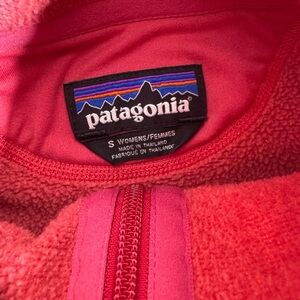 patagonia®
S WOMENS/FEMMES
MADE IN THAILAND
FABRIQUÉ EN THAILANDE